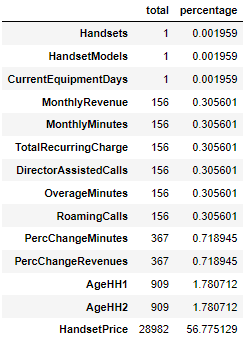 total percentage
Handsets 1 0.001959
HandsetModels 1 0.001959
CurrentEquipmentDays 1 0.001959
MonthlyRevenue 156 0.305601
MonthlyMinutes 156 0.305601
TotalRecurringCharge 156 0.305601
DirectorAssistedCalls 156 0.305601
OverageMinutes 156 0.305601
RoamingCalls 156 0.305601
PercChangeMinutes 367 0.718945
PercChangeRevenues 367 0.718945
AgeHH1 909 1.780712
AgeHH2 909 1.780712
HandsetPrice 28982 56.775129